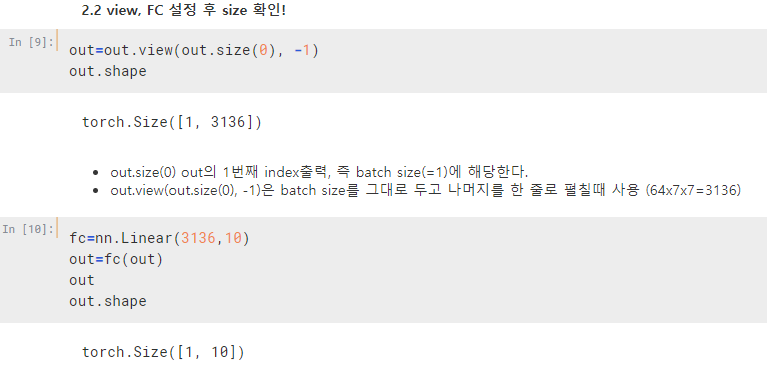 2.2 view, FC 설정 후 size 확인!
In [9]: out=out.view(out.size(0), -1)
out.shape
torch.Size([1, 3136])
• out.size(0) out의 1번째 index출력, 즉 batch size(=1)에 해당한다.
• out.view(out.size(0), -1)은 batch size를 그대로 두고 나머지를 한 줄로 펼칠때 사용 (64x7x7=3136)
In [10]: fc=nn.Linear(3136,10)
out=fc(out)
out
out.shape
torch.Size([1, 10])